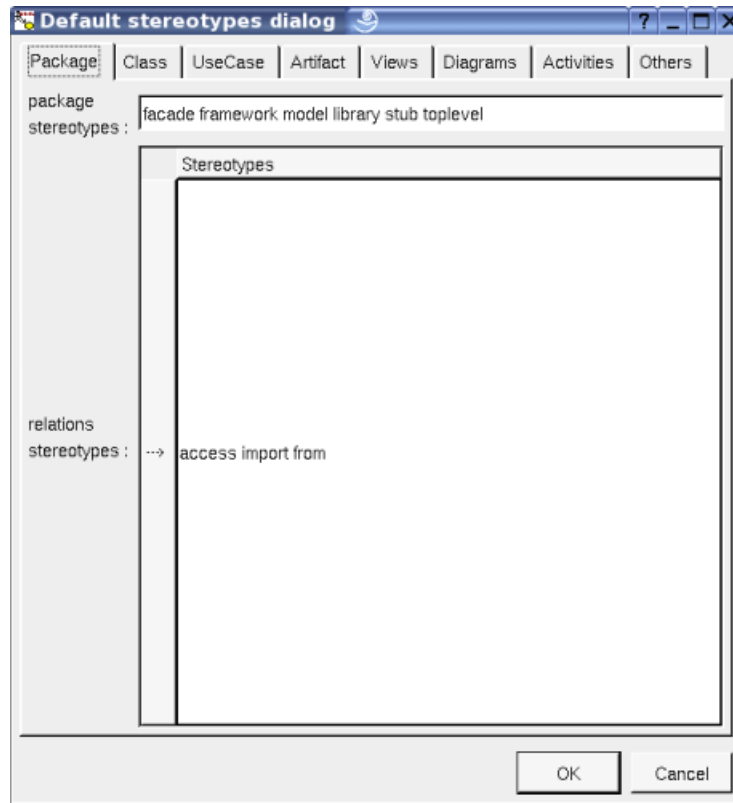 Default stereotypes dialog
Package Class UseCase Artifact Views Diagrams Activities Others
package
stereotypes :
facade framework model library stub toplevel
Stereotypes
relations
stereotypes :
--> access import from
OK Cancel